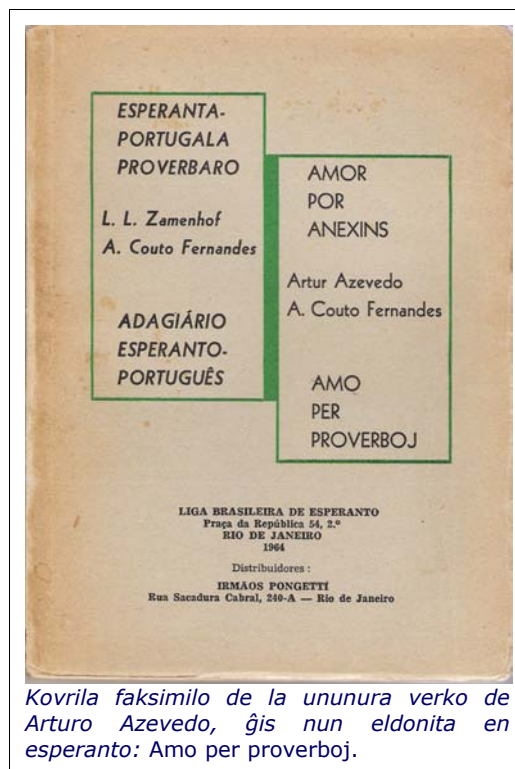 ESPERANTA-
PORTUGALA
PROVERBARO
L. L. Zamenhof
A. Couto Fernandes
ADAGIÁRIO
ESPERANTO-
PORTUGUÊS
AMOR
POR
ANEXINS
Artur Azevedo
A. Couto Fernandes
AMO
PER
PROVERBOJ
LIGA BRASILEIRA DE ESPERANTO
Praça da República 54, 2.º
RIO DE JANEIRO
1964
Distribuidores :
IRMÃOS PONGETTI
Rua Sacadura Cabral, 240-A — Rio de Janeiro
Kovrila faksimilo de la ununura verko de
Arturo Azevedo, ĝis nun eldonita en
esperanto: Amo per proverboj.